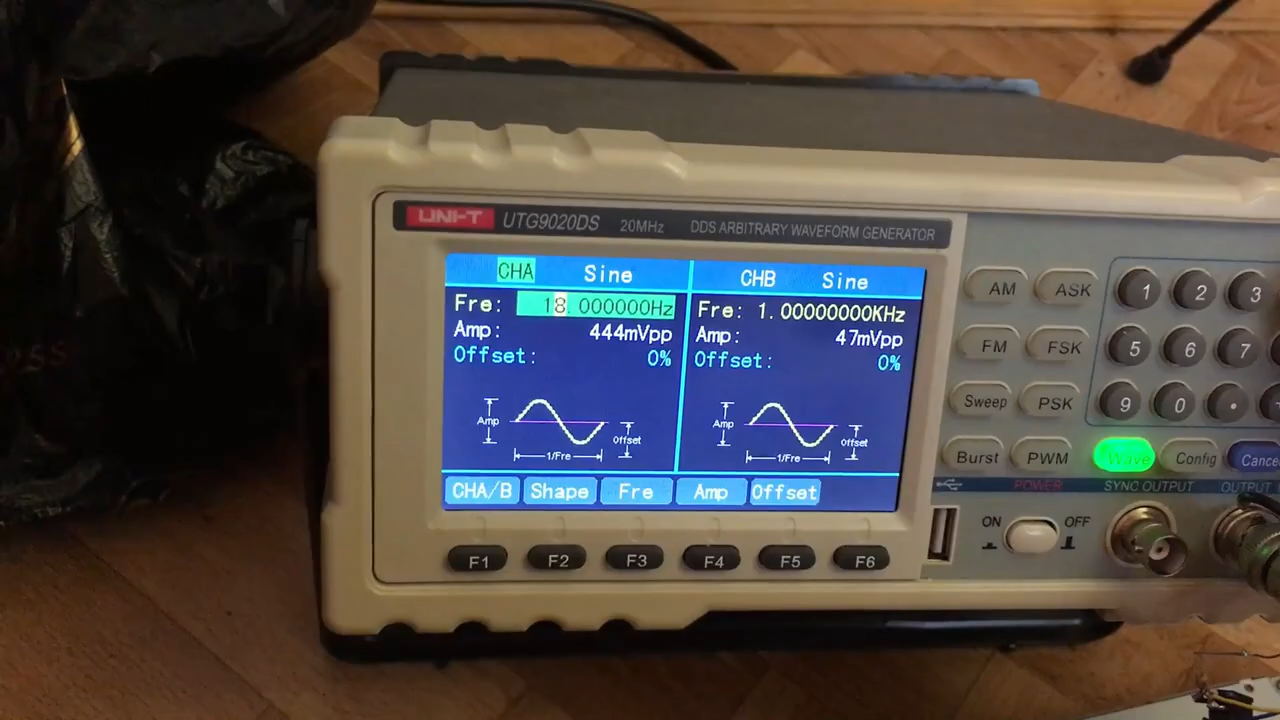 UNI-T UTG9020DS 20MHz DDS ARBITRARY WAVEFORM GENERATOR
CHA Sine CHB Sine
Fre: 18.000000Hz Fre: 1.00000000KHz
Amp: 444mVpp Amp: 47mVpp
Offset: 0% Offset: 0%
Amp Offset Amp Offset
1/Fre 1/Fre
CHA/B Shape Fre Amp Offset
F1 F2 F3 F4 F5 F6
AM ASK 1 2 3
FM FSK 5 6 7
Sweep PSK 9 0 .
Burst PWM Wave Config
POWER SYNC OUTPUT OUTPUT
ON OFF